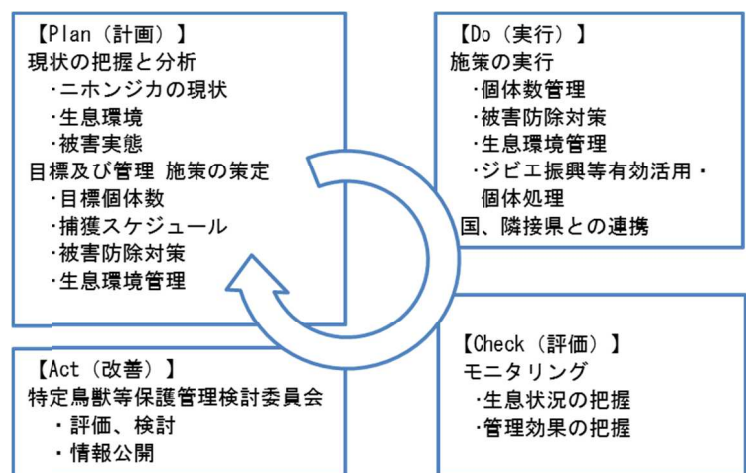 【Plan（計画）】
現状の把握と分析
・ニホンジカの現状
・生息環境
・被害実態
目標及び管理 施策の策定
・目標個体数
・捕獲スケジュール
・被害防除対策
・生息環境管理
【Do（実行）】
施策の実行
・個体数管理
・被害防除対策
・生息環境管理
・ジビエ振興等有効活用・
個体処理
国、隣接県との連携
【Check（評価）】
モニタリング
・生息状況の把握
・管理効果の把握
【Act（改善）】
特定鳥獣等保護管理検討委員会
・評価、検討
・情報公開